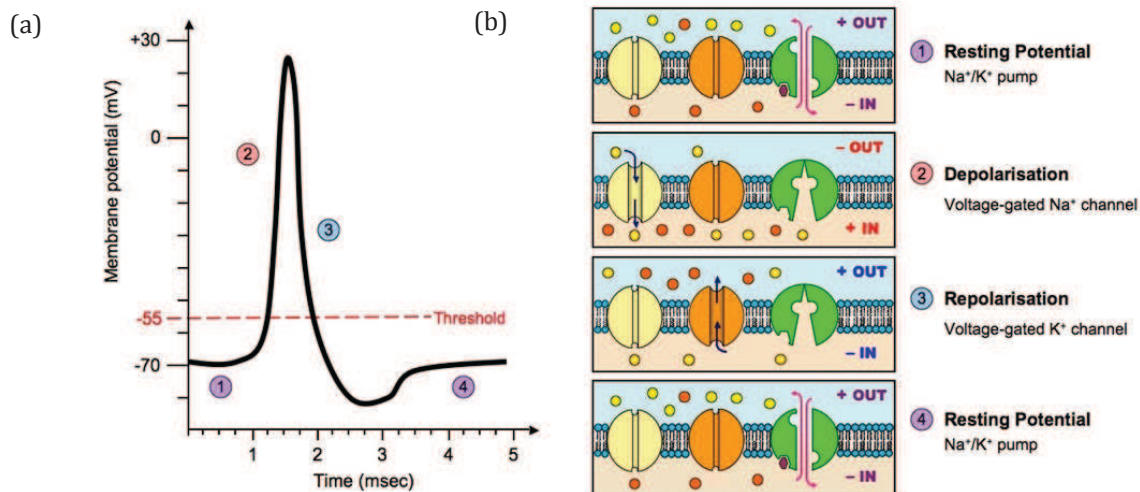 (a)
+30
0
-55
-70
Membrane potential (mV)
2
3
1
4
Threshold
1 2 3 4 5
Time (msec)
(b)
+ OUT
– IN
1 Resting Potential
Na⁺/K⁺ pump
– OUT
+ IN
2 Depolarisation
Voltage-gated Na⁺ channel
+ OUT
– IN
3 Repolarisation
Voltage-gated K⁺ channel
+ OUT
– IN
4 Resting Potential
Na⁺/K⁺ pump